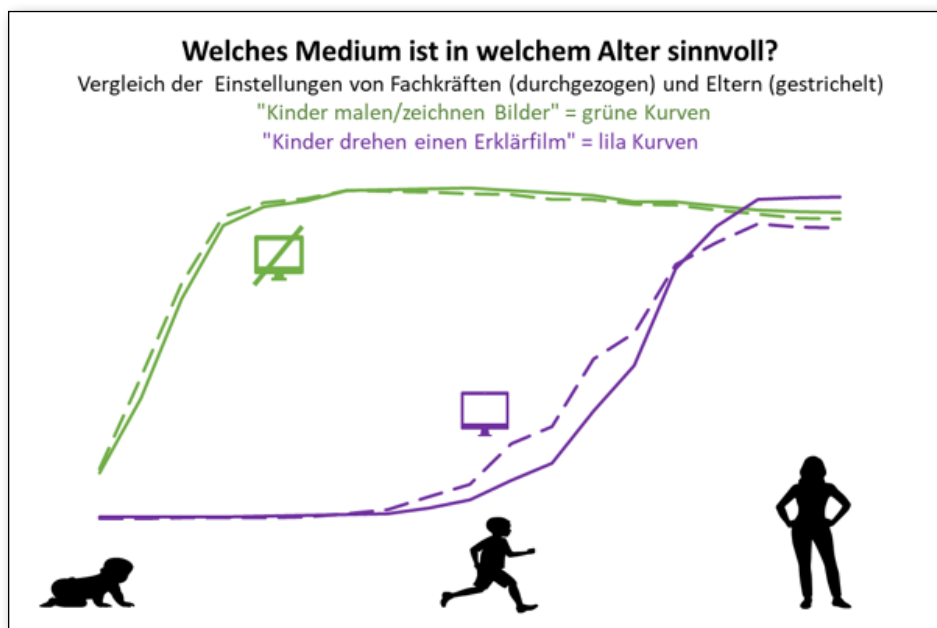 Welches Medium ist in welchem Alter sinnvoll?
Vergleich der Einstellungen von Fachkräften (durchgezogen) und Eltern (gestrichelt)
"Kinder malen/zeichnen Bilder" = grüne Kurven
"Kinder drehen einen Erklärfilm" = lila Kurven